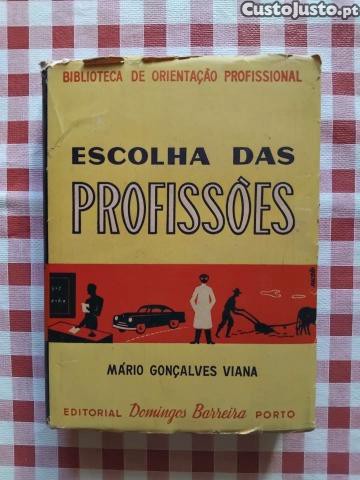 CustoJusto.pt
BIBLIOTECA DE ORIENTAÇÃO PROFISSIONAL
ESCOLHA DAS
PROFISSÕES
MÁRIO GONÇALVES VIANA
EDITORIAL Domingos Barreira PORTO